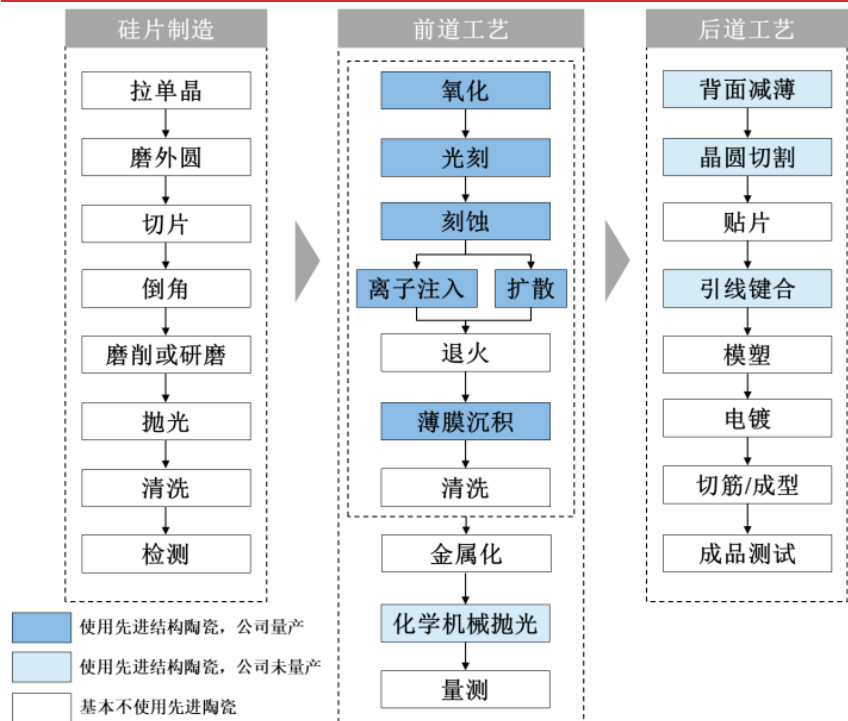 硅片制造
拉单晶
磨外圆
切片
倒角
磨削或研磨
抛光
清洗
检测
前道工艺
氧化
光刻
刻蚀
离子注入
扩散
退火
薄膜沉积
清洗
金属化
化学机械抛光
量测
后道工艺
背面减薄
晶圆切割
贴片
引线键合
模塑
电镀
切筋/成型
成品测试
使用先进结构陶瓷，公司量产
使用先进结构陶瓷，公司未量产
基本不使用先进陶瓷